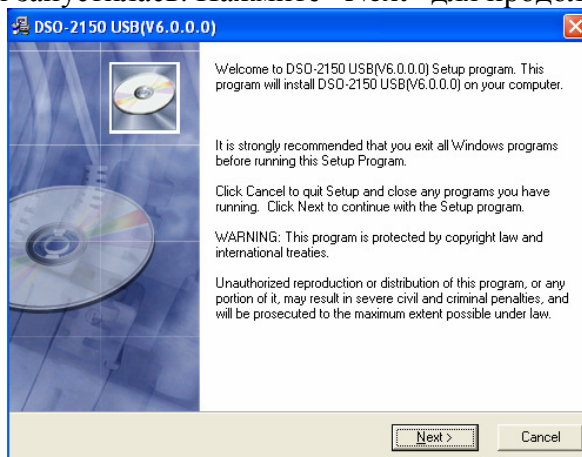 запустилась. Нажмите "Next" для
DSO-2150 USB(V6.0.0.0)
Welcome to DSO-2150 USB(V6.0.0.0) Setup program. This
program will install DSO-2150 USB(V6.0.0.0) on your computer.
It is strongly recommended that you exit all Windows programs
before running this Setup Program.
Click Cancel to quit Setup and close any programs you have
running. Click Next to continue with the Setup program.
WARNING: This program is protected by copyright law and
international treaties.
Unauthorized reproduction or distribution of this program, or any
portion of it, may result in severe civil and criminal penalties, and
will be prosecuted to the maximum extent possible under law.
Next >
Cancel